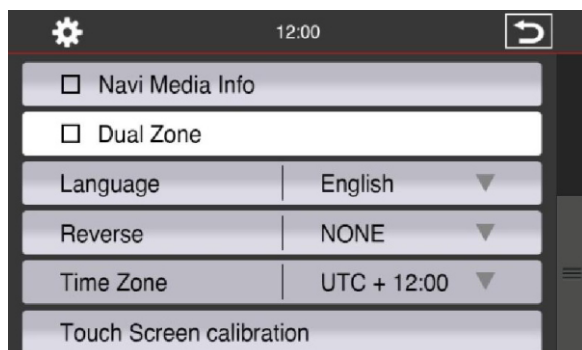 12:00
Navi Media Info
Dual Zone
Language English
Reverse NONE
Time Zone UTC + 12:00
Touch Screen calibration